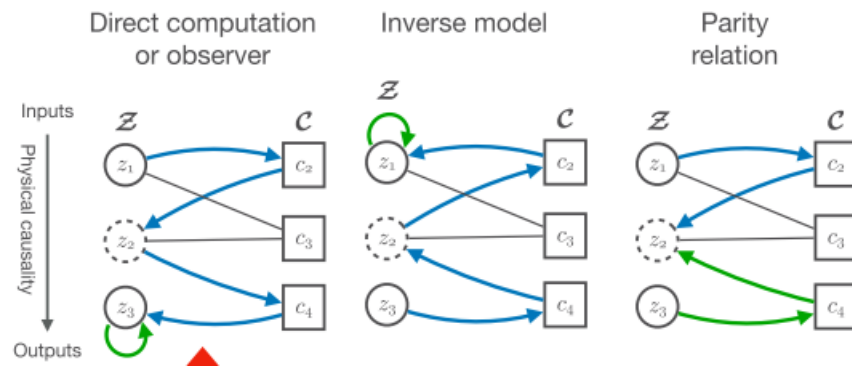 Direct computation
or observer
Inverse model
Parity
relation
Inputs
Physical causality
Outputs
𝒵
𝒞
z₁
c₂
z₂
c₃
z₃
c₄
𝒵
𝒞
z₁
c₂
z₂
c₃
z₃
c₄
𝒵
𝒞
z₁
c₂
z₂
c₃
z₃
c₄